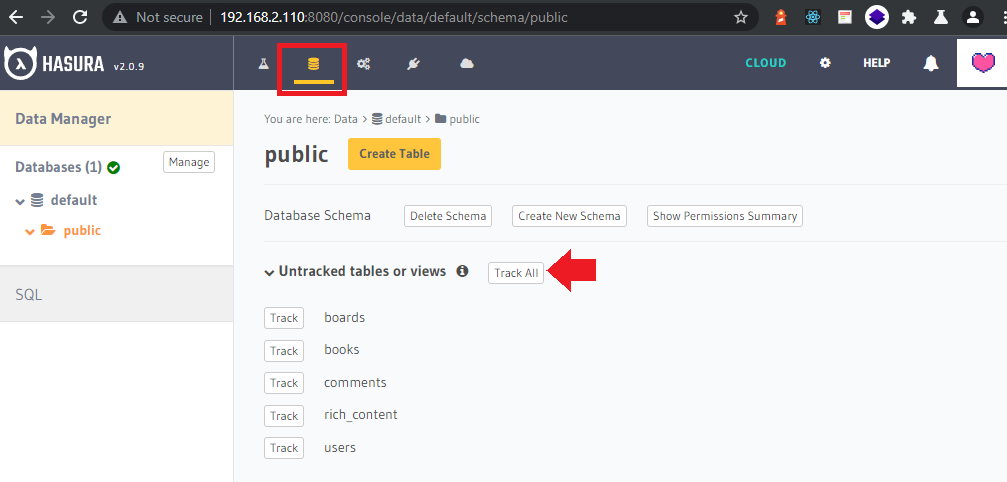 Not secure | 192.168.2.110:8080/console/data/default/schema/public
HASURA v2.0.9
CLOUD HELP
Data Manager
Databases (1) Manage
default
public
SQL
You are here: Data > default > public
public Create Table
Database Schema Delete Schema Create New Schema Show Permissions Summary
Untracked tables or views Track All
Track boards
Track books
Track comments
Track rich_content
Track users